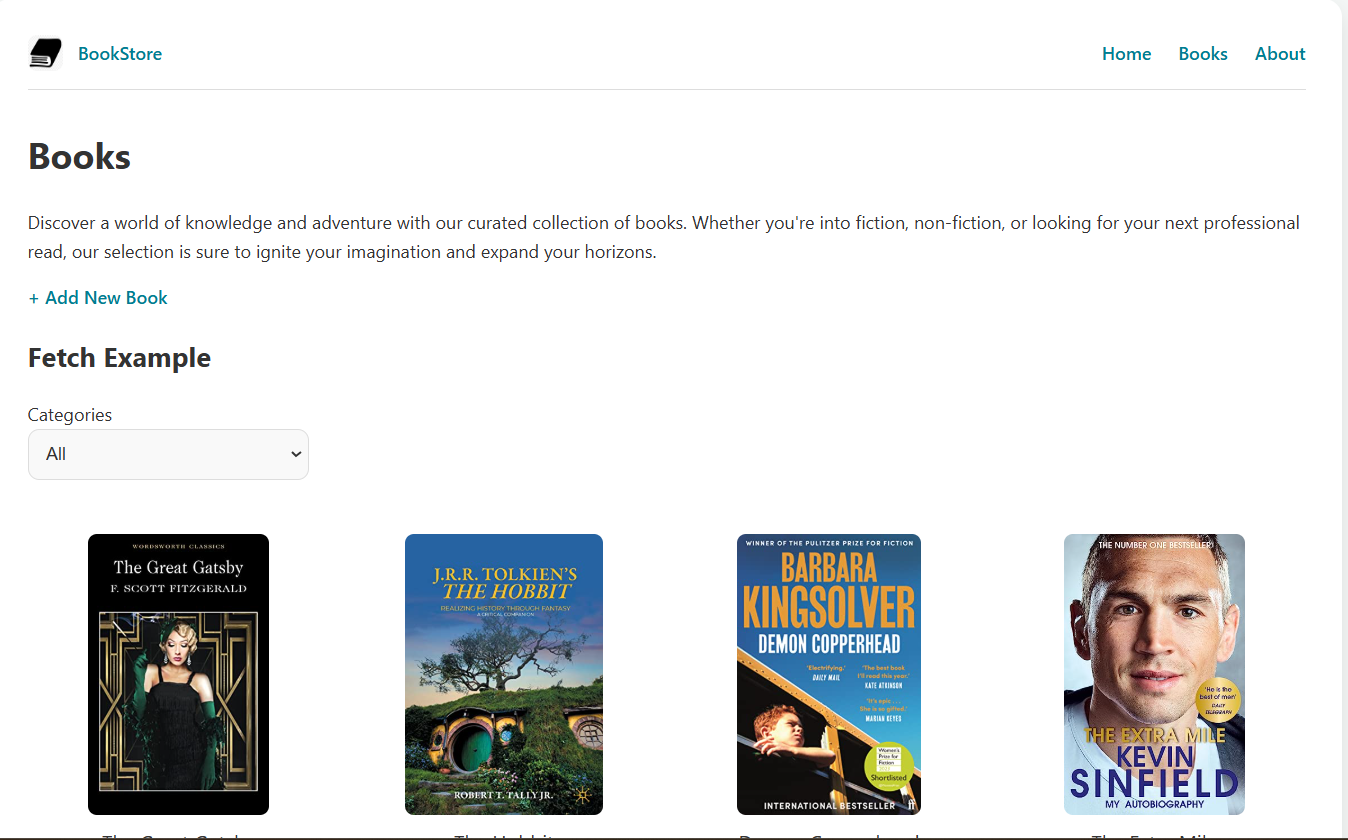 BookStore
Home Books About
Books
Discover a world of knowledge and adventure with our curated collection of books. Whether you're into fiction, non-fiction, or looking for your next professional
read, our selection is sure to ignite your imagination and expand your horizons.
+ Add New Book
Fetch Example
Categories
All
WORDSWORTH CLASSICS
The Great Gatsby
F. SCOTT FITZGERALD
J.R.R. TOLKIEN'S
THE HOBBIT
REALIZING HISTORY THROUGH FANTASY
A CRITICAL COMPANION
ROBERT T. TALLY JR.
WINNER OF THE PULITZER PRIZE FOR FICTION
BARBARA
KINGSOLVER
DEMON COPPERHEAD
'Electrifying.'
DAILY MAIL
'The best book
I'll read this year.'
KATE ATKINSON
'It's epic . . .
She is so gifted.'
MARIAN KEYES
Women's
Prize for
Fiction
Shortlisted
INTERNATIONAL BESTSELLER
ff
THE NUMBER ONE BESTSELLER
'He is the
best of men'
DAILY
TELEGRAPH
THE EXTRA MILE
KEVIN
SINFIELD
MY AUTOBIOGRAPHY